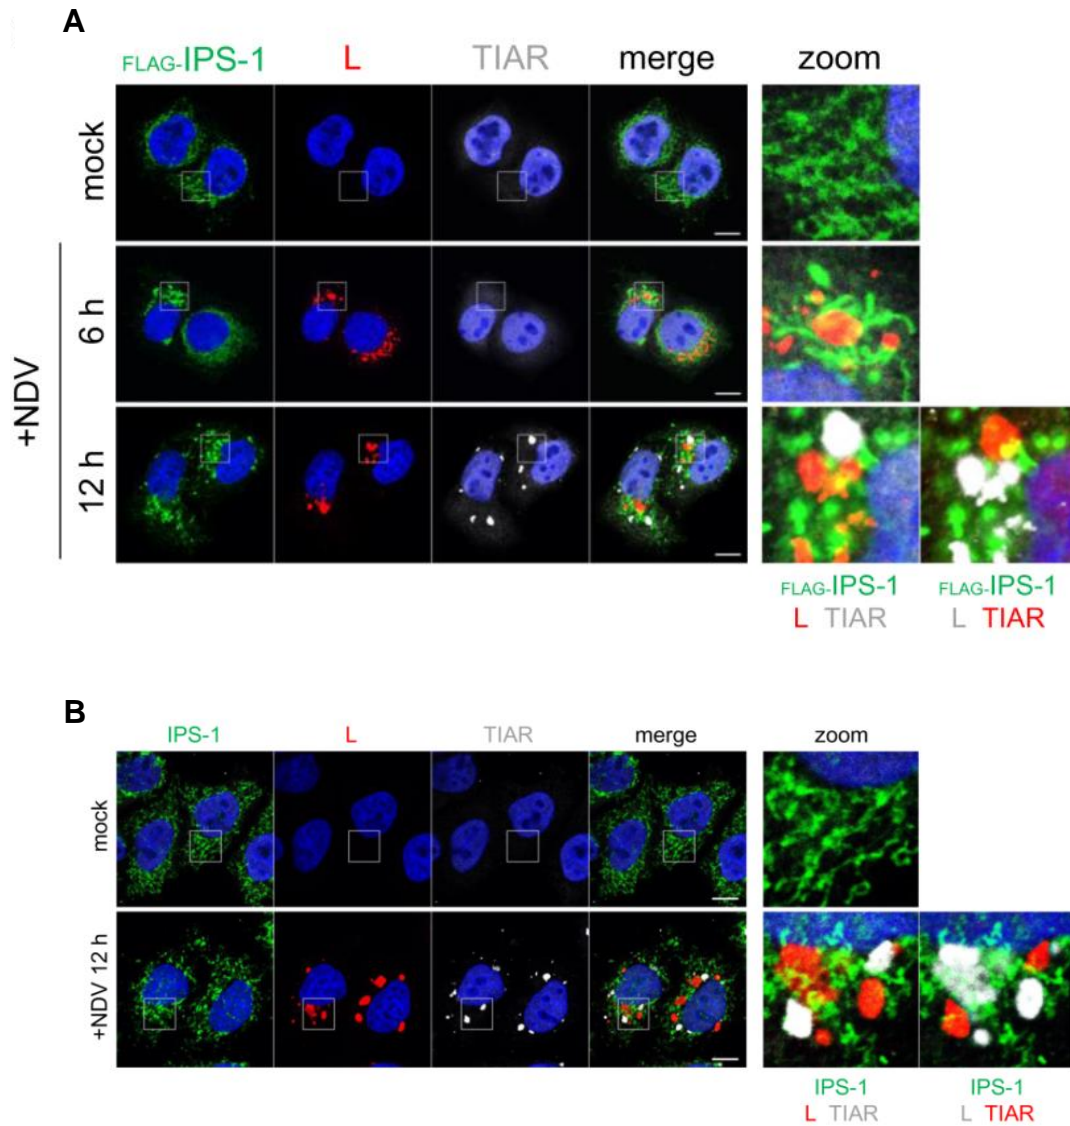 A
FLAG-IPS-1 L TIAR merge zoom
mock
+NDV
6 h
12 h
FLAG-IPS-1 FLAG-IPS-1
L TIAR L TIAR
B
IPS-1 L TIAR merge zoom
mock
+NDV 12 h
IPS-1 IPS-1
L TIAR L TIAR